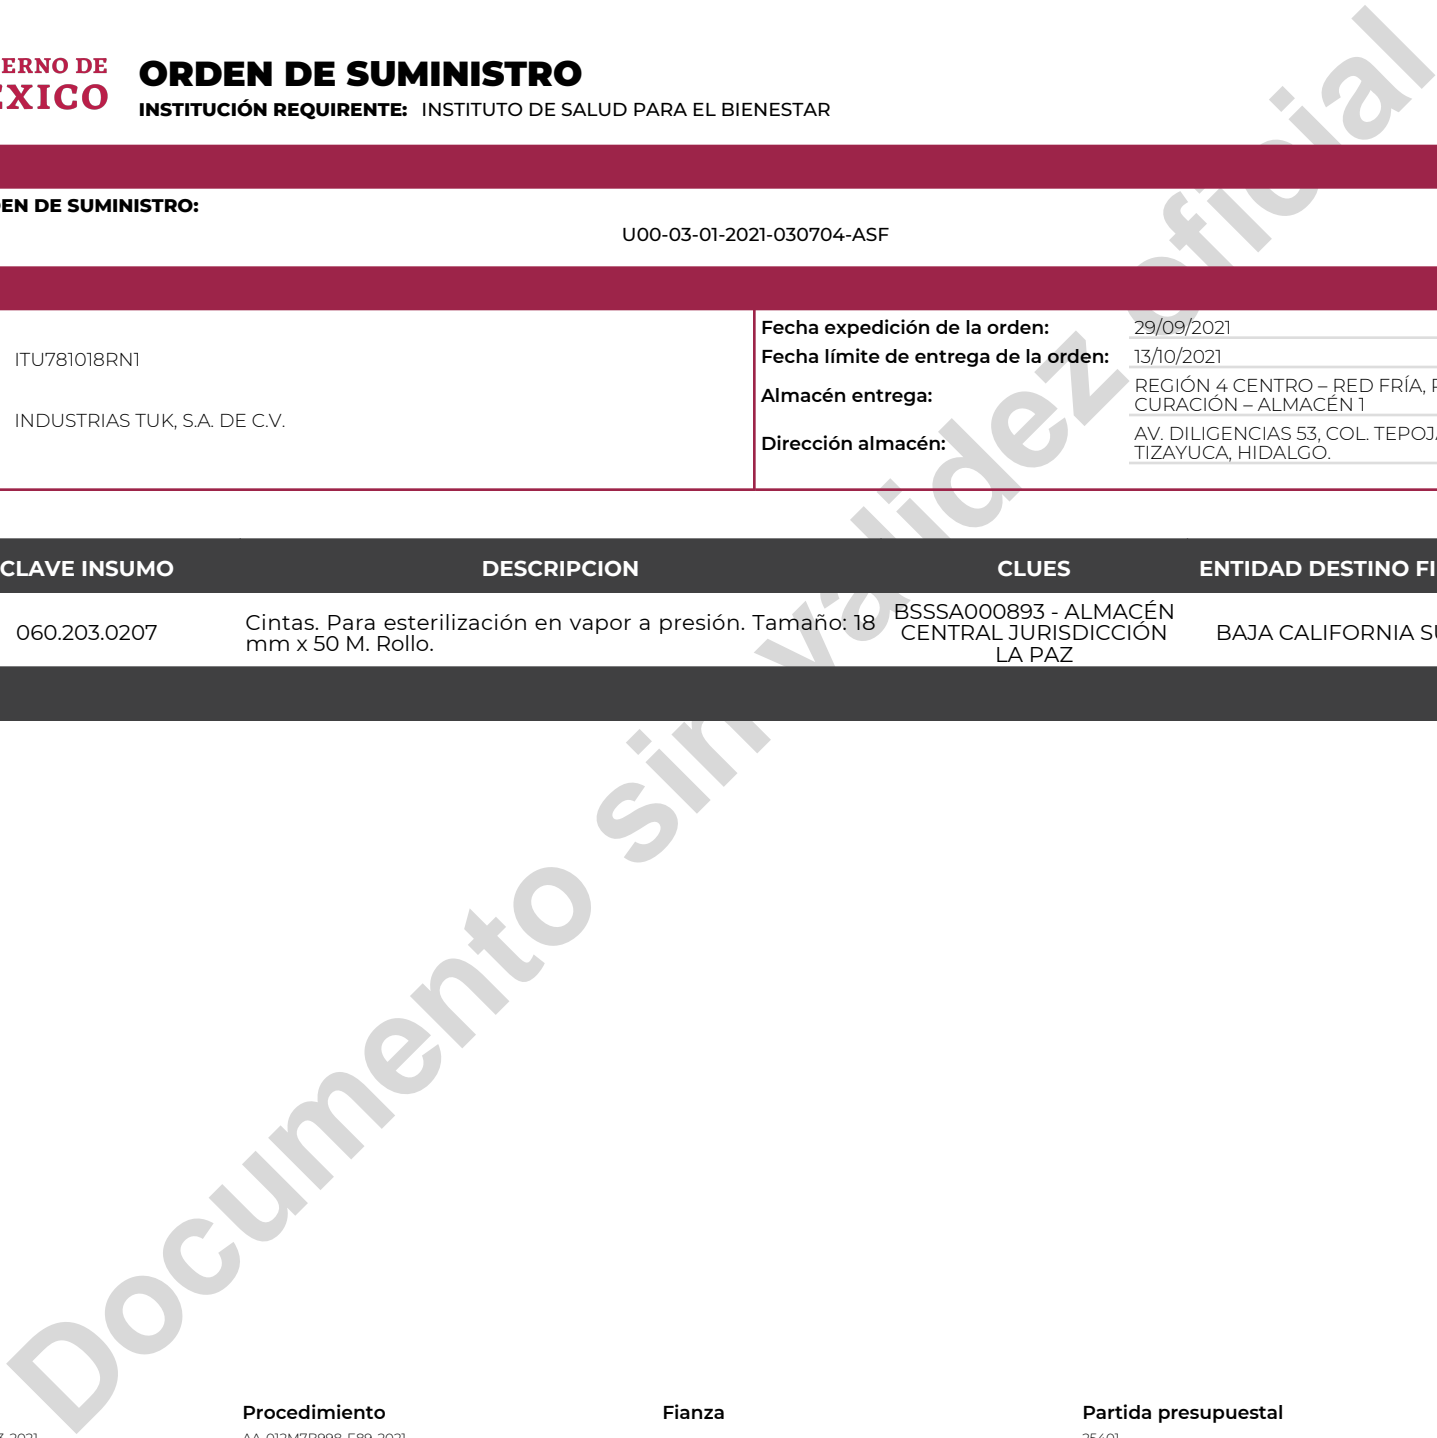 ERNO DE
ORDEN DE SUMINISTRO
INSTITUCIÓN REQUIRENTE: INSTITUTO DE SALUD PARA EL BIENESTAR
EN DE SUMINISTRO:
U00-03-01-2021-030704-ASF
ITU781018RN1
INDUSTRIAS TUK, S.A. DE C.V.
Fecha expedición de la orden: 29/09/2021
Fecha límite de entrega de la orden: 13/10/2021
Almacén entrega: REGIÓN 4 CENTRO – RED FRÍA,
CURACIÓN – ALMACÉN 1
Dirección almacén: AV. DILIGENCIAS 53, COL. TEPOJ
TIZAYUCA, HIDALGO.
CLAVE INSUMO DESCRIPCION CLUES ENTIDAD DESTINO FI
060.203.0207
Cintas. Para esterilización en vapor a presión. Tamaño: 18
mm x 50 M. Rollo.
BSSSA000893 - ALMACÉN
CENTRAL JURISDICCIÓN
LA PAZ
BAJA CALIFORNIA S
Documento sin validez oficial
Procedimiento Fianza Partida presupuestal